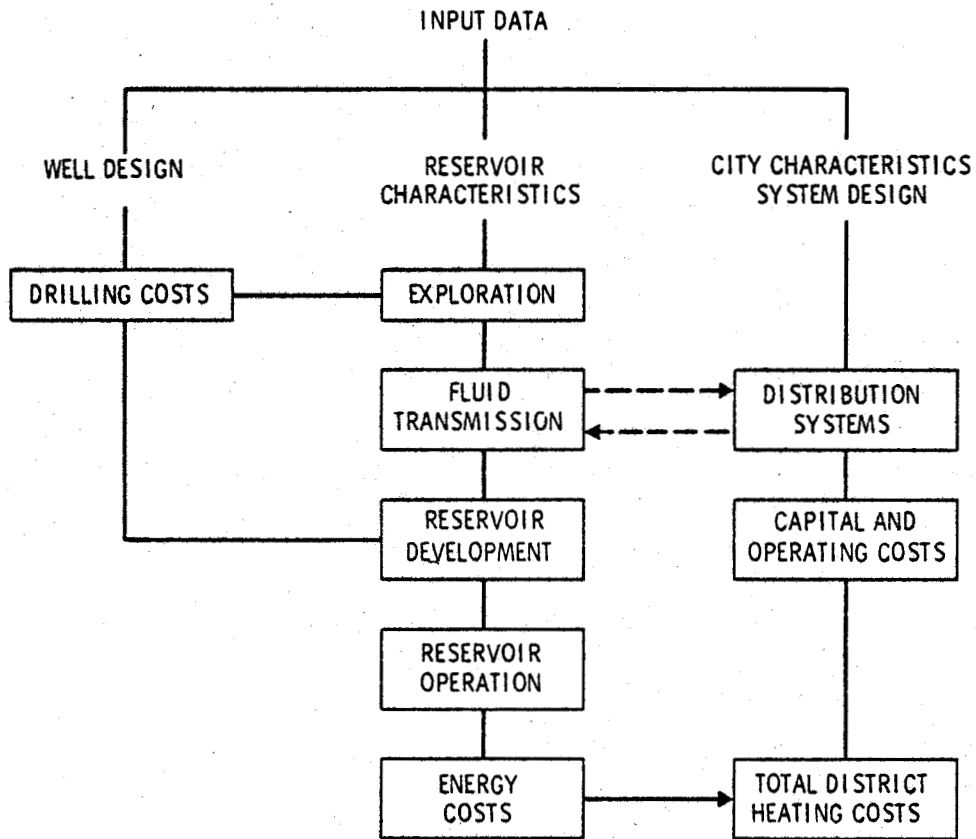 INPUT DATA
WELL DESIGN
RESERVOIR
CHARACTERISTICS
CITY CHARACTERISTICS
SYSTEM DESIGN
DRILLING COSTS
EXPLORATION
FLUID
TRANSMISSION
DISTRIBUTION
SYSTEMS
RESERVOIR
DEVELOPMENT
CAPITAL AND
OPERATING COSTS
RESERVOIR
OPERATION
ENERGY
COSTS
TOTAL DISTRICT
HEATING COSTS